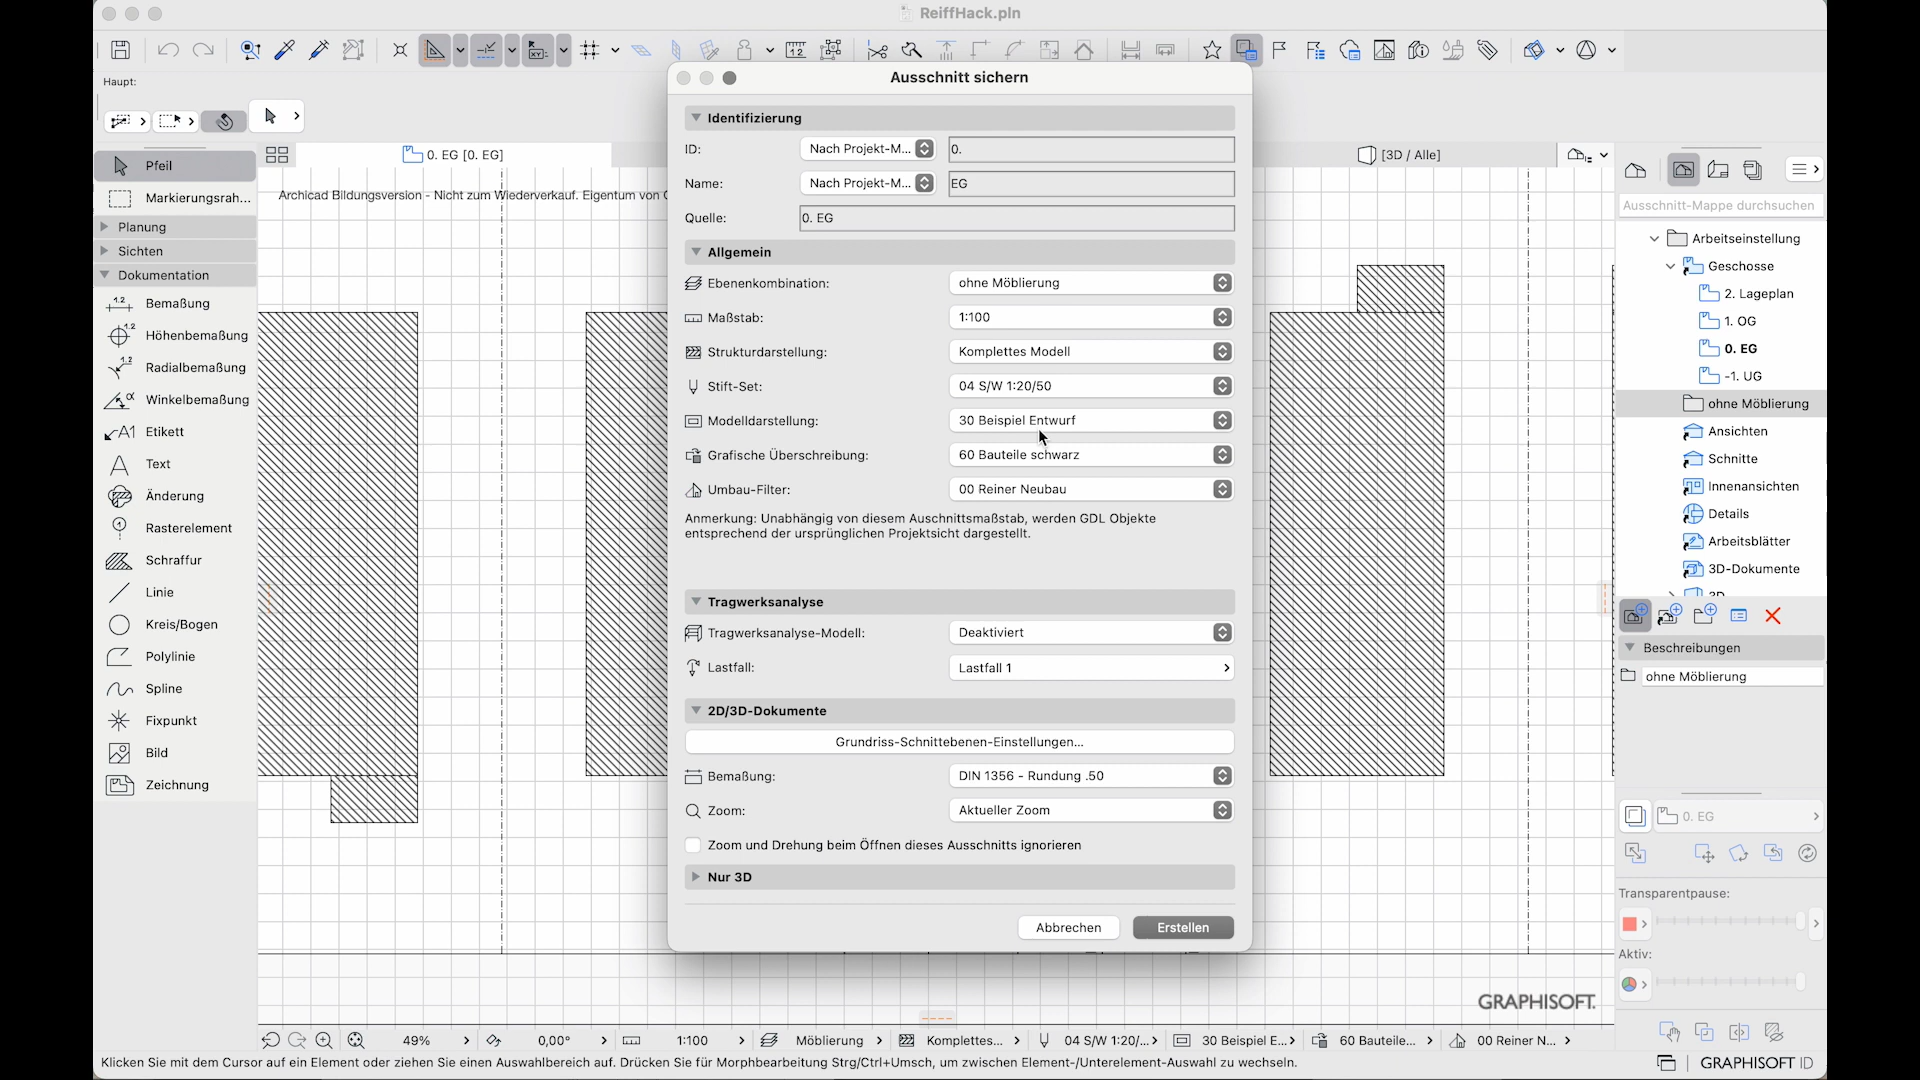 ReiffHack.pln
Haupt:
Pfeil
Markierungsrah...
Planung
Sichten
Dokumentation
1.2 Bemaßung
1.2 Höhenbemaßung
1.2 Radialbemaßung
α Winkelbemaßung
A1 Etikett
Text
Änderung
Rasterelement
Schraffur
Linie
Kreis/Bogen
Polylinie
Spline
Fixpunkt
Bild
Zeichnung
0. EG [0. EG]
[3D / Alle]
Archicad Bildungsversion - Nicht zum Wiederverkauf. Eigentum von
Ausschnitt sichern
Identifizierung
ID: Nach Projekt-M... 0.
Name: Nach Projekt-M... EG
Quelle: 0. EG
Allgemein
Ebenenkombination: ohne Möblierung
Maßstab: 1:100
Strukturdarstellung: Komplettes Modell
Stift-Set: 04 S/W 1:20/50
Modelldarstellung: 30 Beispiel Entwurf
Grafische Überschreibung: 60 Bauteile schwarz
Umbau-Filter: 00 Reiner Neubau
Anmerkung: Unabhängig von diesem Auschnittsmaßstab, werden GDL Objekte
entsprechend der ursprünglichen Projektsicht dargestellt.
Tragwerksanalyse
Tragwerksanalyse-Modell: Deaktiviert
Lastfall: Lastfall 1
2D/3D-Dokumente
Grundriss-Schnittebenen-Einstellungen...
Bemaßung: DIN 1356 - Rundung .50
Zoom: Aktueller Zoom
Zoom und Drehung beim Öffnen dieses Ausschnitts ignorieren
Nur 3D
Abbrechen
Erstellen
Ausschnitt-Mappe durchsuchen
Arbeitseinstellung
Geschosse
2. Lageplan
1. OG
0. EG
-1. UG
ohne Möblierung
Ansichten
Schnitte
Innenansichten
Details
Arbeitsblätter
3D-Dokumente
Beschreibungen
ohne Möblierung
0. EG
Transparentpause:
Aktiv:
GRAPHISOFT.
49% 0,00° 1:100 Möblierung Komplettes... 04 S/W 1:20/... 30 Beispiel E... 60 Bauteile... 00 Reiner N...
Klicken Sie mit dem Cursor auf ein Element oder ziehen Sie einen Auswahlbereich auf. Drücken Sie für Morphbearbeitung Strg/Ctrl+Umsch, um zwischen Element-/Unterelement-Auswahl zu wechseln.
GRAPHISOFT ID